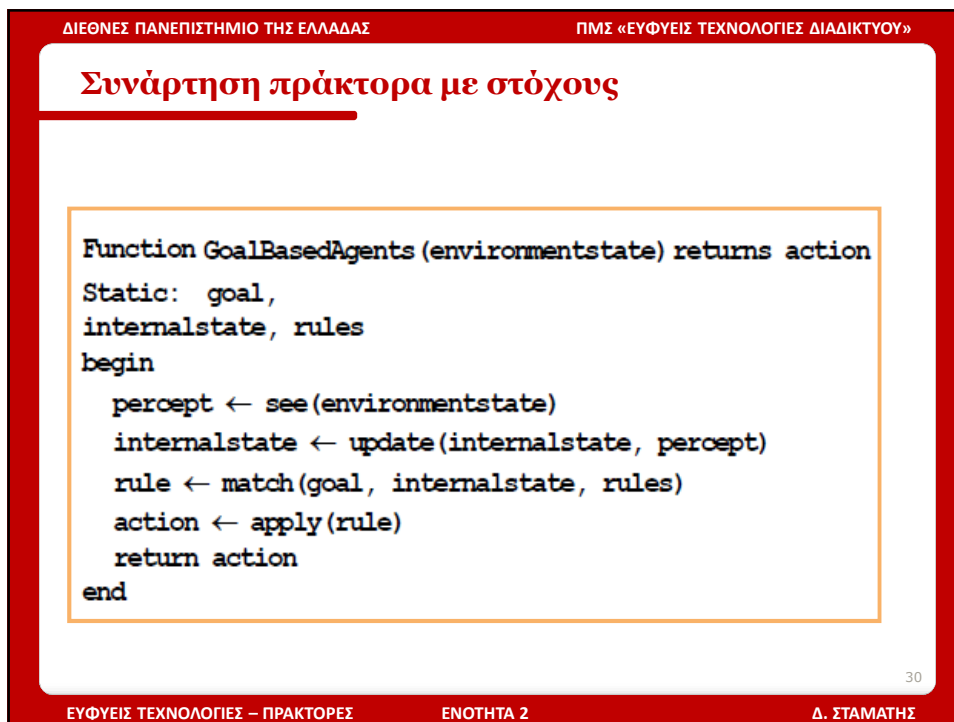 ΔΙΕΘΝΕΣ ΠΑΝΕΠΙΣΤΗΜΙΟ ΤΗΣ ΕΛΛΑΔΑΣ ΠΜΣ «ΕΥΦΥΕΙΣ ΤΕΧΝΟΛΟΓΙΕΣ ΔΙΑΔΙΚΤΥΟΥ»
Συνάρτηση πράκτορα με στόχους
Function GoalBasedAgents(environmentstate) returns action
Static: goal,
internalstate, rules
begin
percept ← see(environmentstate)
internalstate ← update(internalstate, percept)
rule ← match(goal, internalstate, rules)
action ← apply(rule)
return action
end
30
ΕΥΦΥΕΙΣ ΤΕΧΝΟΛΟΓΙΕΣ – ΠΡΑΚΤΟΡΕΣ ΕΝΟΤΗΤΑ 2 Δ. ΣΤΑΜΑΤΗΣ